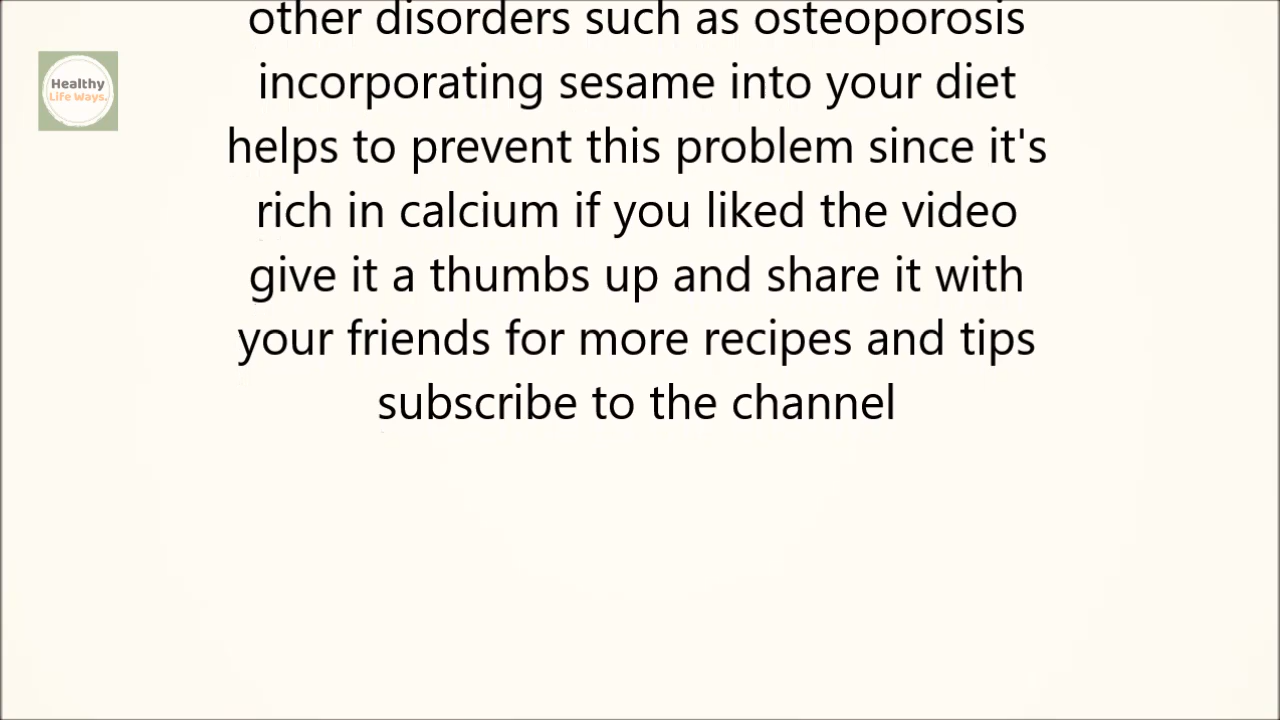 other disorders such as osteoporosis
Healthy
Life Ways.
incorporating sesame into your diet
helps to prevent this problem since it's
rich in calcium if you liked the video
give it a thumbs up and share it with
your friends for more recipes and tips
subscribe to the channel